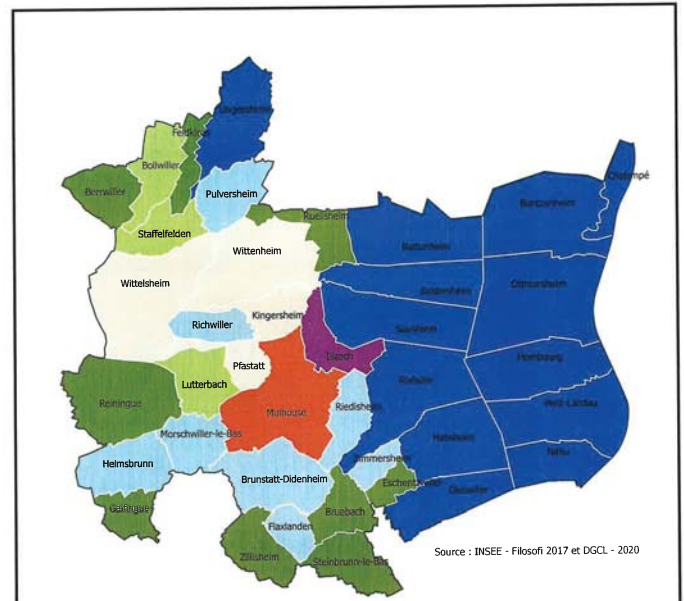 Ungersheim
Feldkirch
Bollwiller
Berrwiller
Pulversheim
Chalampé
Bantzenheim
Ruelisheim
Staffelfelden
Wittenheim
Battenheim
Wittelsheim
Baldersheim
Ottmarsheim
Kingersheim
Richwiller
Sausheim
Illzach
Hombourg
Pfastatt
Lutterbach
Rixheim
Reiningue
Mulhouse
Riedisheim
Petit-Landau
Morschwiller-le-Bas
Habsheim
Niffer
Heimsbrunn
Zimmersheim
Brunstatt-Didenheim
Eschentzwiller
Dietwiller
Galfingue
Bruebach
Flaxlanden
Zillisheim
Steinbrunn-le-Bas
Source : INSEE - Filosofi 2017 et DGCL - 2020